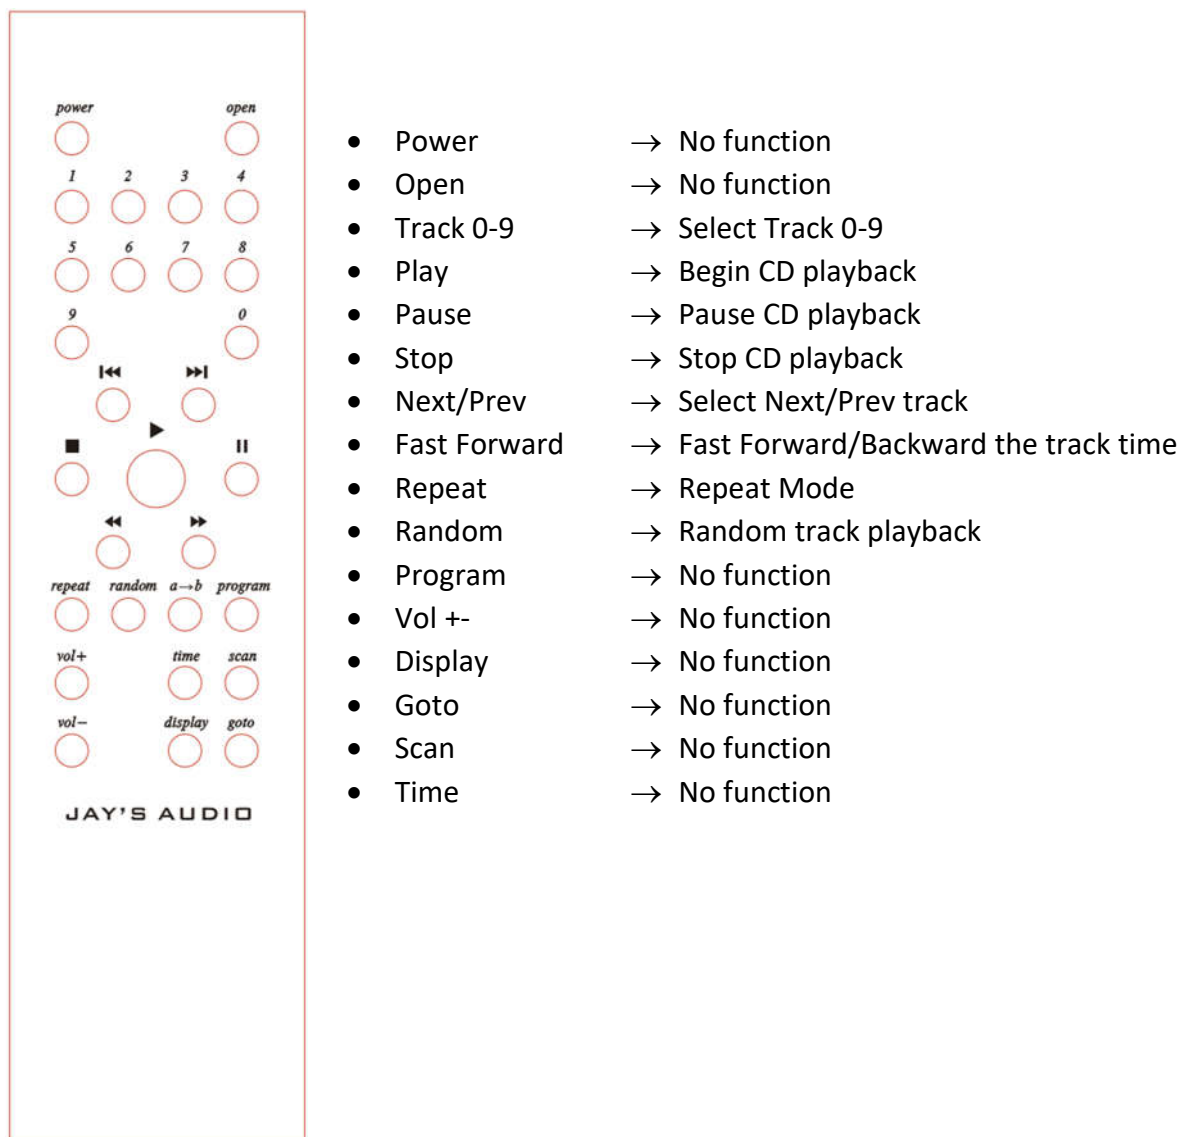 power open
1 2 3 4
5 6 7 8
9 0
repeat random a→b program
vol+ time scan
vol− display goto
JAY'S AUDIO
• Power → No function
• Open → No function
• Track 0-9 → Select Track 0-9
• Play → Begin CD playback
• Pause → Pause CD playback
• Stop → Stop CD playback
• Next/Prev → Select Next/Prev track
• Fast Forward → Fast Forward/Backward the track time
• Repeat → Repeat Mode
• Random → Random track playback
• Program → No function
• Vol +- → No function
• Display → No function
• Goto → No function
• Scan → No function
• Time → No function